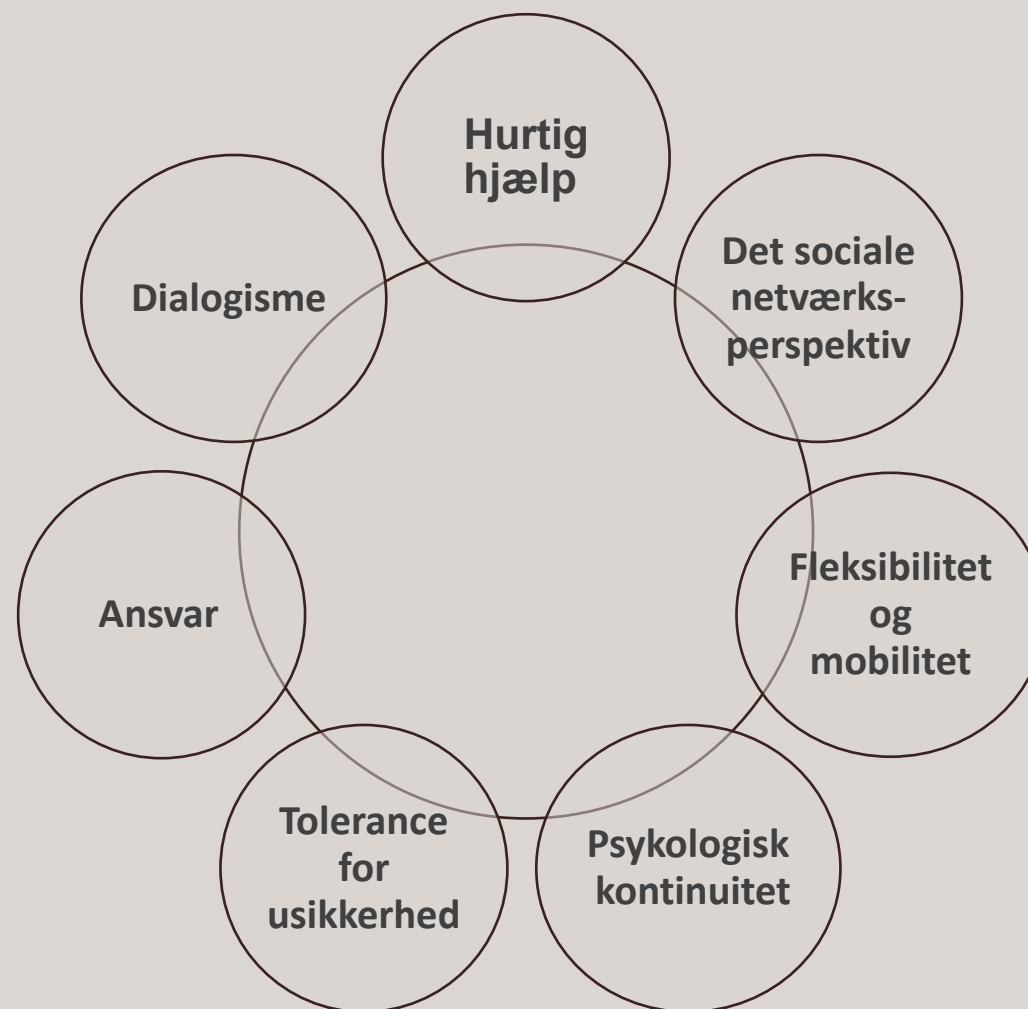 Hurtig
hjælp
Det sociale
netværks-
perspektiv
Fleksibilitet
og
mobilitet
Psykologisk
kontinuitet
Tolerance
for
usikkerhed
Ansvar
Dialogisme